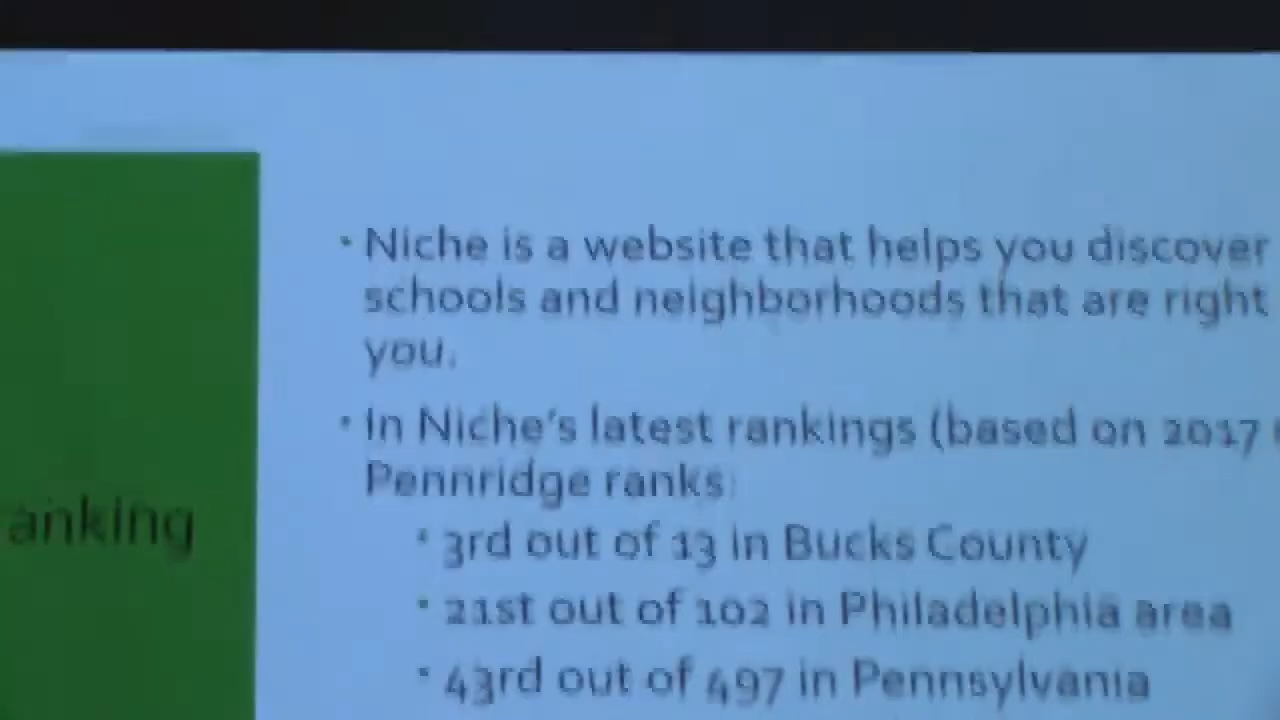 anking
• Niche is a website that helps you discover
schools and neighborhoods that are right
you.
• In Niche's latest rankings (based on 2017
Pennridge ranks:
• 3rd out of 13 in Bucks County
• 21st out of 102 in Philadelphia area
• 43rd out of 497 in Pennsylvania